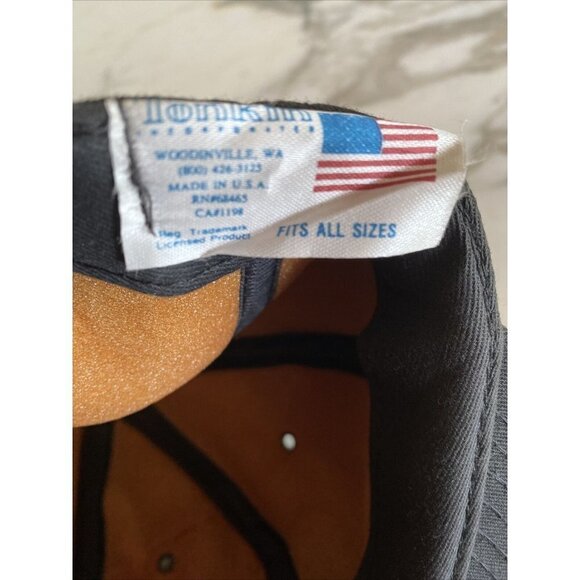 Tonkin
INCORPORATED
WOODINVILLE, WA
(800) 426-3125
MADE IN U.S.A.
RN#68465
CA#1198
Reg. Trademark
Licensed Product
FITS ALL SIZES